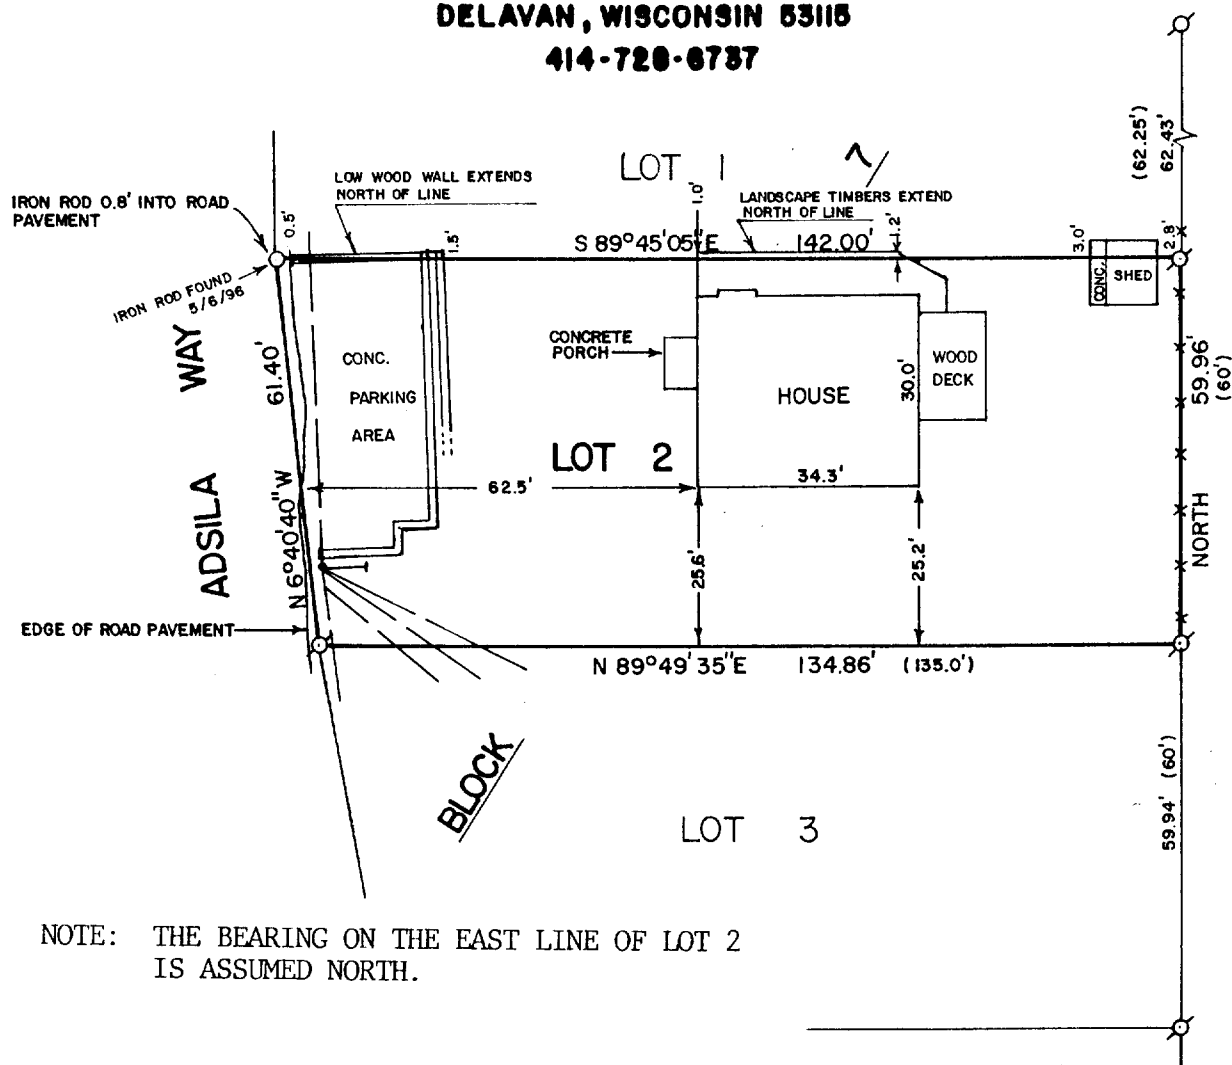 DELAVAN, WISCONSIN 53115
414-728-6737
(62.25')
62.43'
LOT 1
7
LOW WOOD WALL EXTENDS
NORTH OF LINE
IRON ROD 0.8' INTO ROAD
PAVEMENT
0.5'
1.5'
1.0'
LANDSCAPE TIMBERS EXTEND
NORTH OF LINE
1.2'
S 89°45'05"E 142.00'
3.0'
2.8'
CONC.
SHED
IRON ROD FOUND
5/6/96
ADSILA WAY
61.40'
N 6°40'40"W
CONC.
PARKING
AREA
CONCRETE
PORCH
HOUSE
30.0'
WOOD
DECK
59.96'
(60')
NORTH
LOT 2
34.3'
62.5'
25.6'
25.2'
EDGE OF ROAD PAVEMENT
N 89°49'35"E 134.86' (135.0')
BLOCK
LOT 3
59.94' (60')
NOTE: THE BEARING ON THE EAST LINE OF LOT 2
IS ASSUMED NORTH.